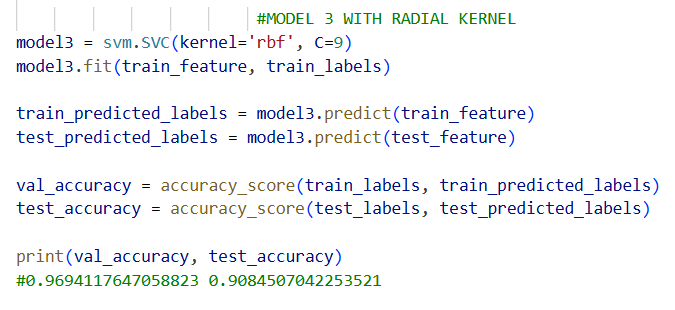 #MODEL 3 WITH RADIAL KERNEL
model3 = svm.SVC(kernel='rbf', C=9)
model3.fit(train_feature, train_labels)
train_predicted_labels = model3.predict(train_feature)
test_predicted_labels = model3.predict(test_feature)
val_accuracy = accuracy_score(train_labels, train_predicted_labels)
test_accuracy = accuracy_score(test_labels, test_predicted_labels)
print(val_accuracy, test_accuracy)
#0.9694117647058823 0.9084507042253521